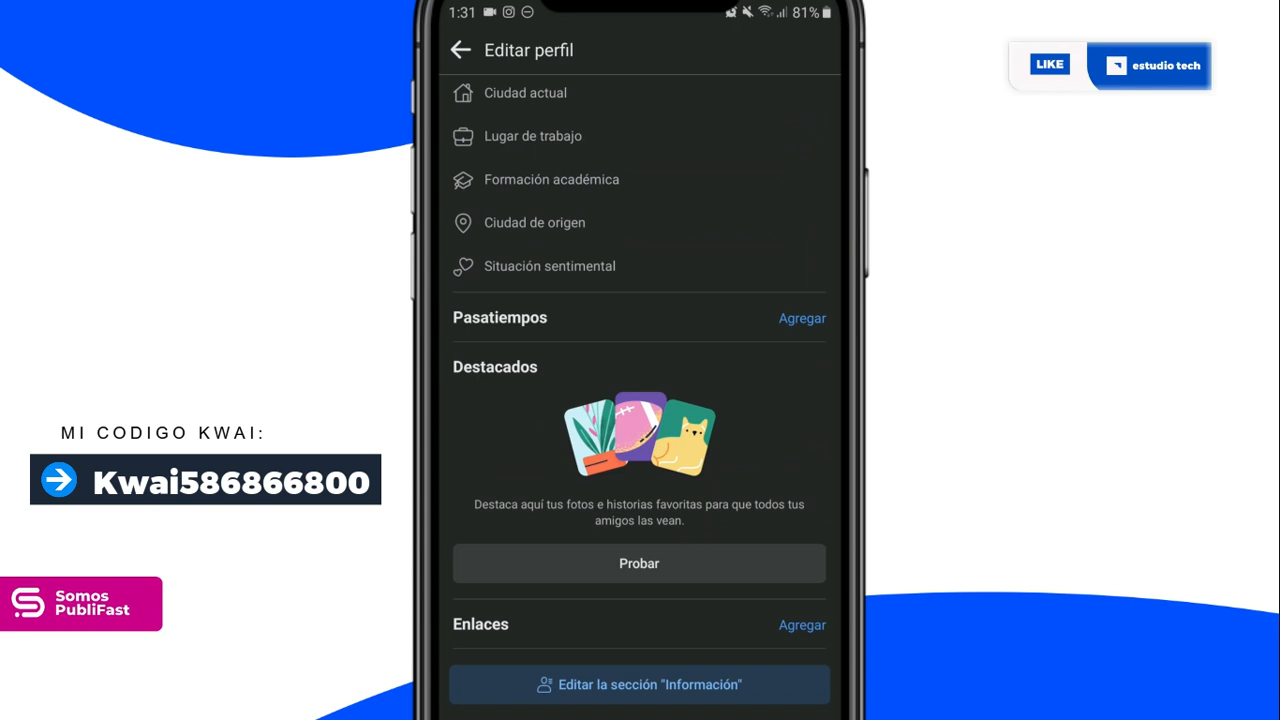 1:31
81%
Editar perfil
LIKE
estudio tech
Ciudad actual
Lugar de trabajo
Formación académica
Ciudad de origen
Situación sentimental
Pasatiempos
Agregar
Destacados
MI CODIGO KWAI:
Kwai586866800
Destaca aquí tus fotos e historias favoritas para que todos tus
amigos las vean.
Probar
Somos
PubliFast
Enlaces
Agregar
Editar la sección "Información"